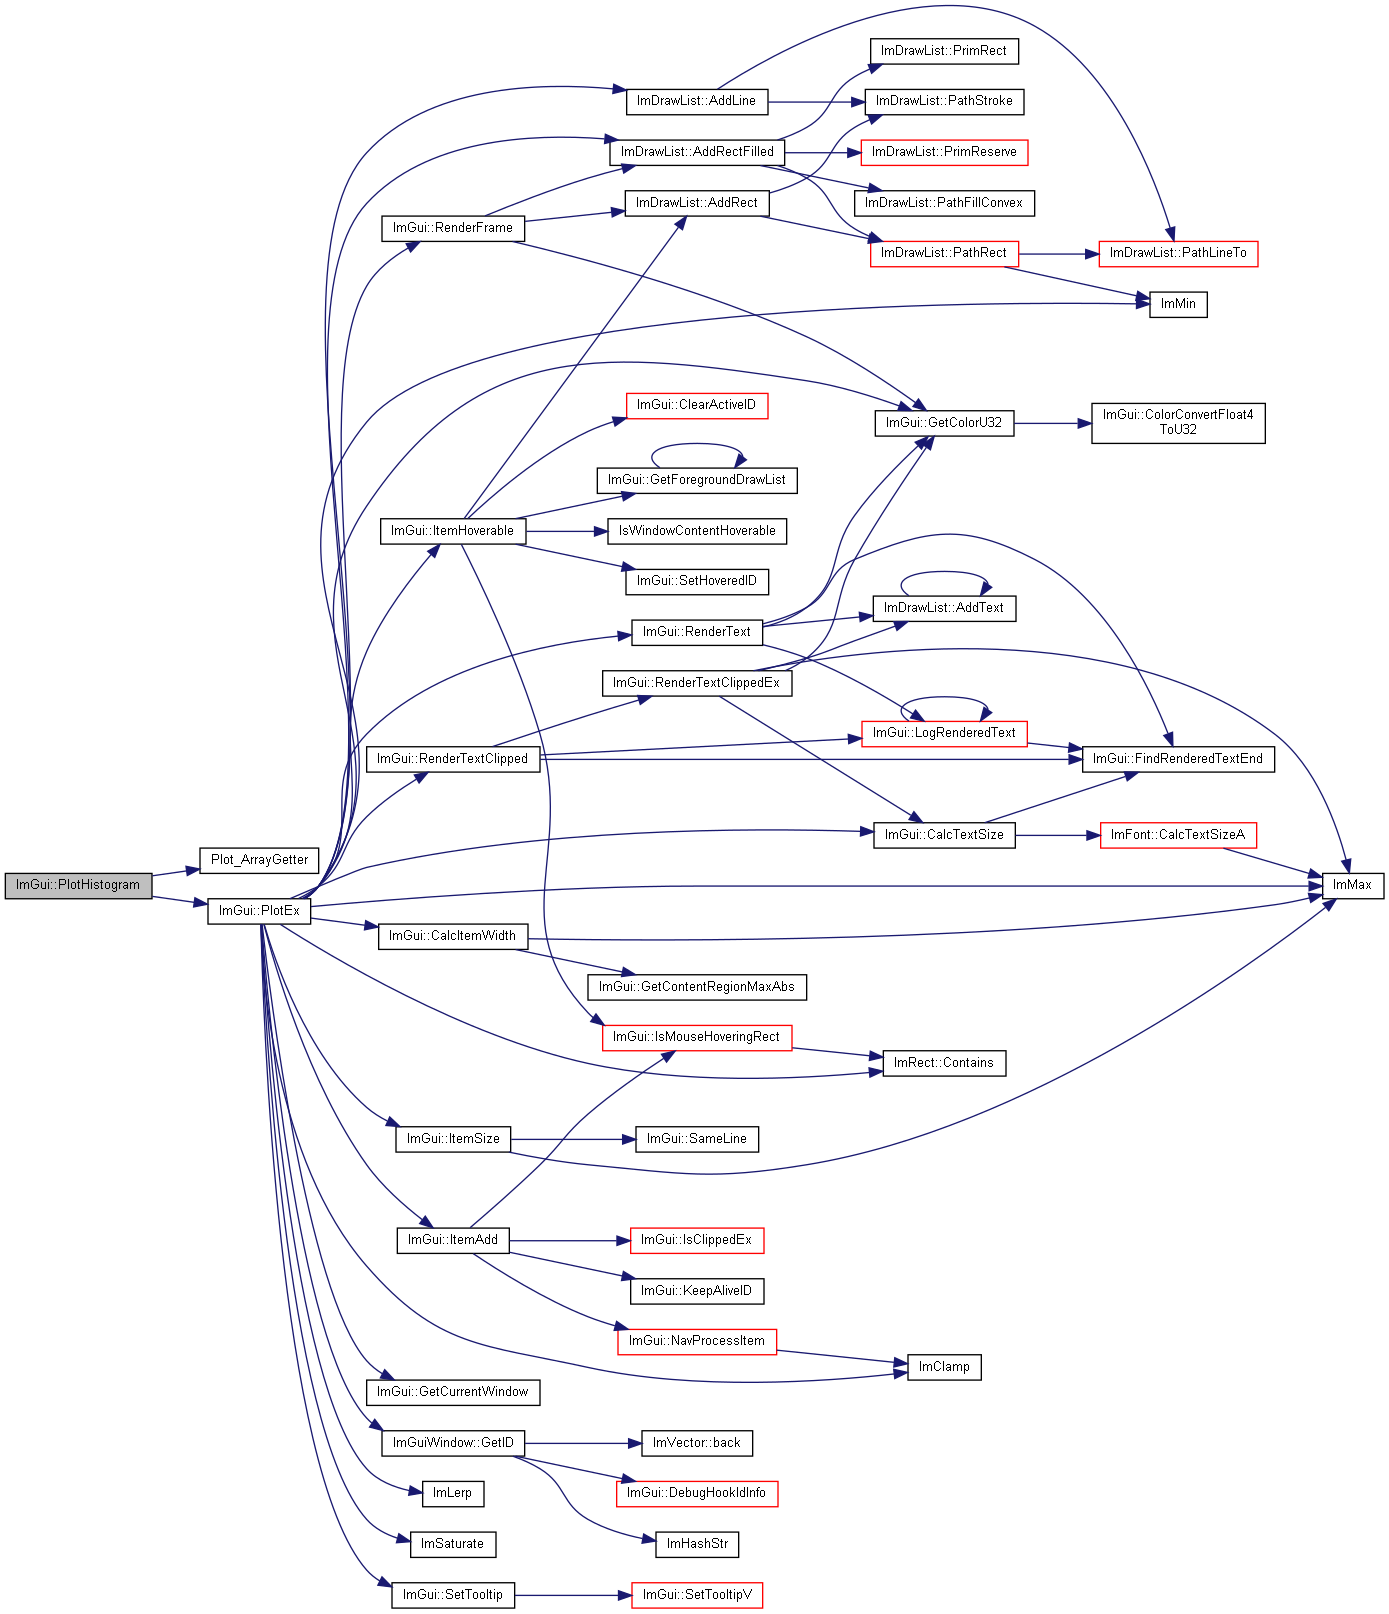 ImDrawList::PrimRect
ImDrawList::AddLine
ImDrawList::PathStroke
ImDrawList::AddRectFilled
ImDrawList::PrimReserve
ImDrawList::AddRect
ImDrawList::PathFillConvex
ImGui::RenderFrame
ImDrawList::PathRect
ImDrawList::PathLineTo
ImMin
ImGui::ClearActiveID
ImGui::GetColorU32
ImGui::ColorConvertFloat4
ToU32
ImGui::GetForegroundDrawList
ImGui::ItemHoverable
IsWindowContentHoverable
ImGui::SetHoveredID
ImDrawList::AddText
ImGui::RenderText
ImGui::RenderTextClippedEx
ImGui::LogRenderedText
ImGui::RenderTextClipped
ImGui::FindRenderedTextEnd
ImGui::CalcTextSize
ImFont::CalcTextSizeA
Plot_ArrayGetter
ImGui::PlotHistogram
ImMax
ImGui::PlotEx
ImGui::CalcItemWidth
ImGui::GetContentRegionMaxAbs
ImGui::IsMouseHoveringRect
ImRect::Contains
ImGui::ItemSize
ImGui::SameLine
ImGui::ItemAdd
ImGui::IsClippedEx
ImGui::KeepAliveID
ImGui::NavProcessItem
ImClamp
ImGui::GetCurrentWindow
ImGuiWindow::GetID
ImVector::back
ImLerp
ImGui::DebugHookIdInfo
ImSaturate
ImHashStr
ImGui::SetTooltip
ImGui::SetTooltipV